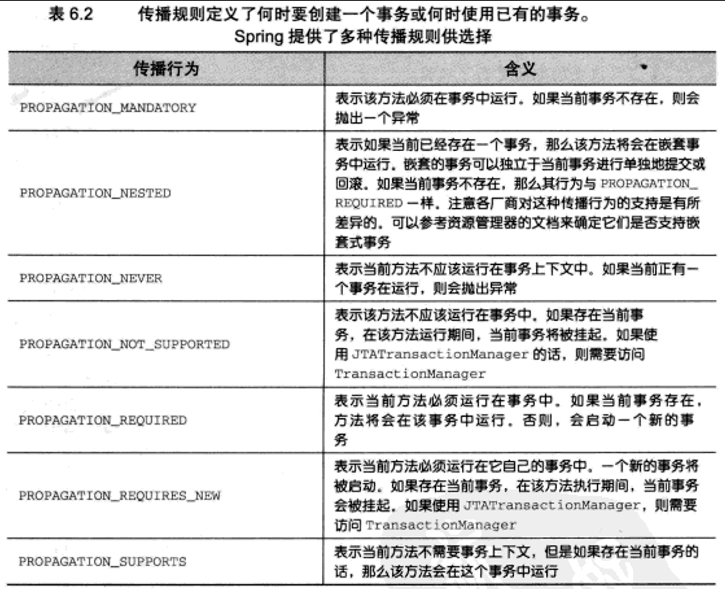 表 6.2 传播规则定义了何时要创建一个事务或何时使用已有的事务。
Spring 提供了多种传播规则供选择
传播行为 含义
PROPAGATION_MANDATORY
表示该方法必须在事务中运行。如果当前事务不存在，则会
抛出一个异常
PROPAGATION_NESTED
表示如果当前已经存在一个事务，那么该方法将会在嵌套事
务中运行。嵌套的事务可以独立于当前事务进行单独地提交或
回滚。如果当前事务不存在，那么其行为与 PROPAGATION_
REQUIRED 一样。注意各厂商对这种传播行为的支持是有所
差异的。可以参考资源管理器的文档来确定它们是否支持嵌
套式事务
PROPAGATION_NEVER
表示当前方法不应该运行在事务上下文中。如果当前正有一
个事务在运行，则会抛出异常
PROPAGATION_NOT_SUPPORTED
表示该方法不应该运行在事务中。如果存在当前事
务，在该方法运行期间，当前事务将被挂起。如果使
用 JTATransactionManager 的话，则需要访问
TransactionManager
PROPAGATION_REQUIRED
表示当前方法必须运行在事务中。如果当前事务存在，
方法将会在该事务中运行。否则，会启动一个新的事
务
PROPAGATION_REQUIRES_NEW
表示当前方法必须运行在它自己的事务中。一个新的事务将
被启动。如果存在当前事务，在该方法执行期间，当前事务
会被挂起。如果使用 JTATransactionManager，则需要
访问 TransactionManager
PROPAGATION_SUPPORTS
表示当前方法不需要事务上下文，但是如果存在当前事务的
话，那么该方法会在这个事务中运行